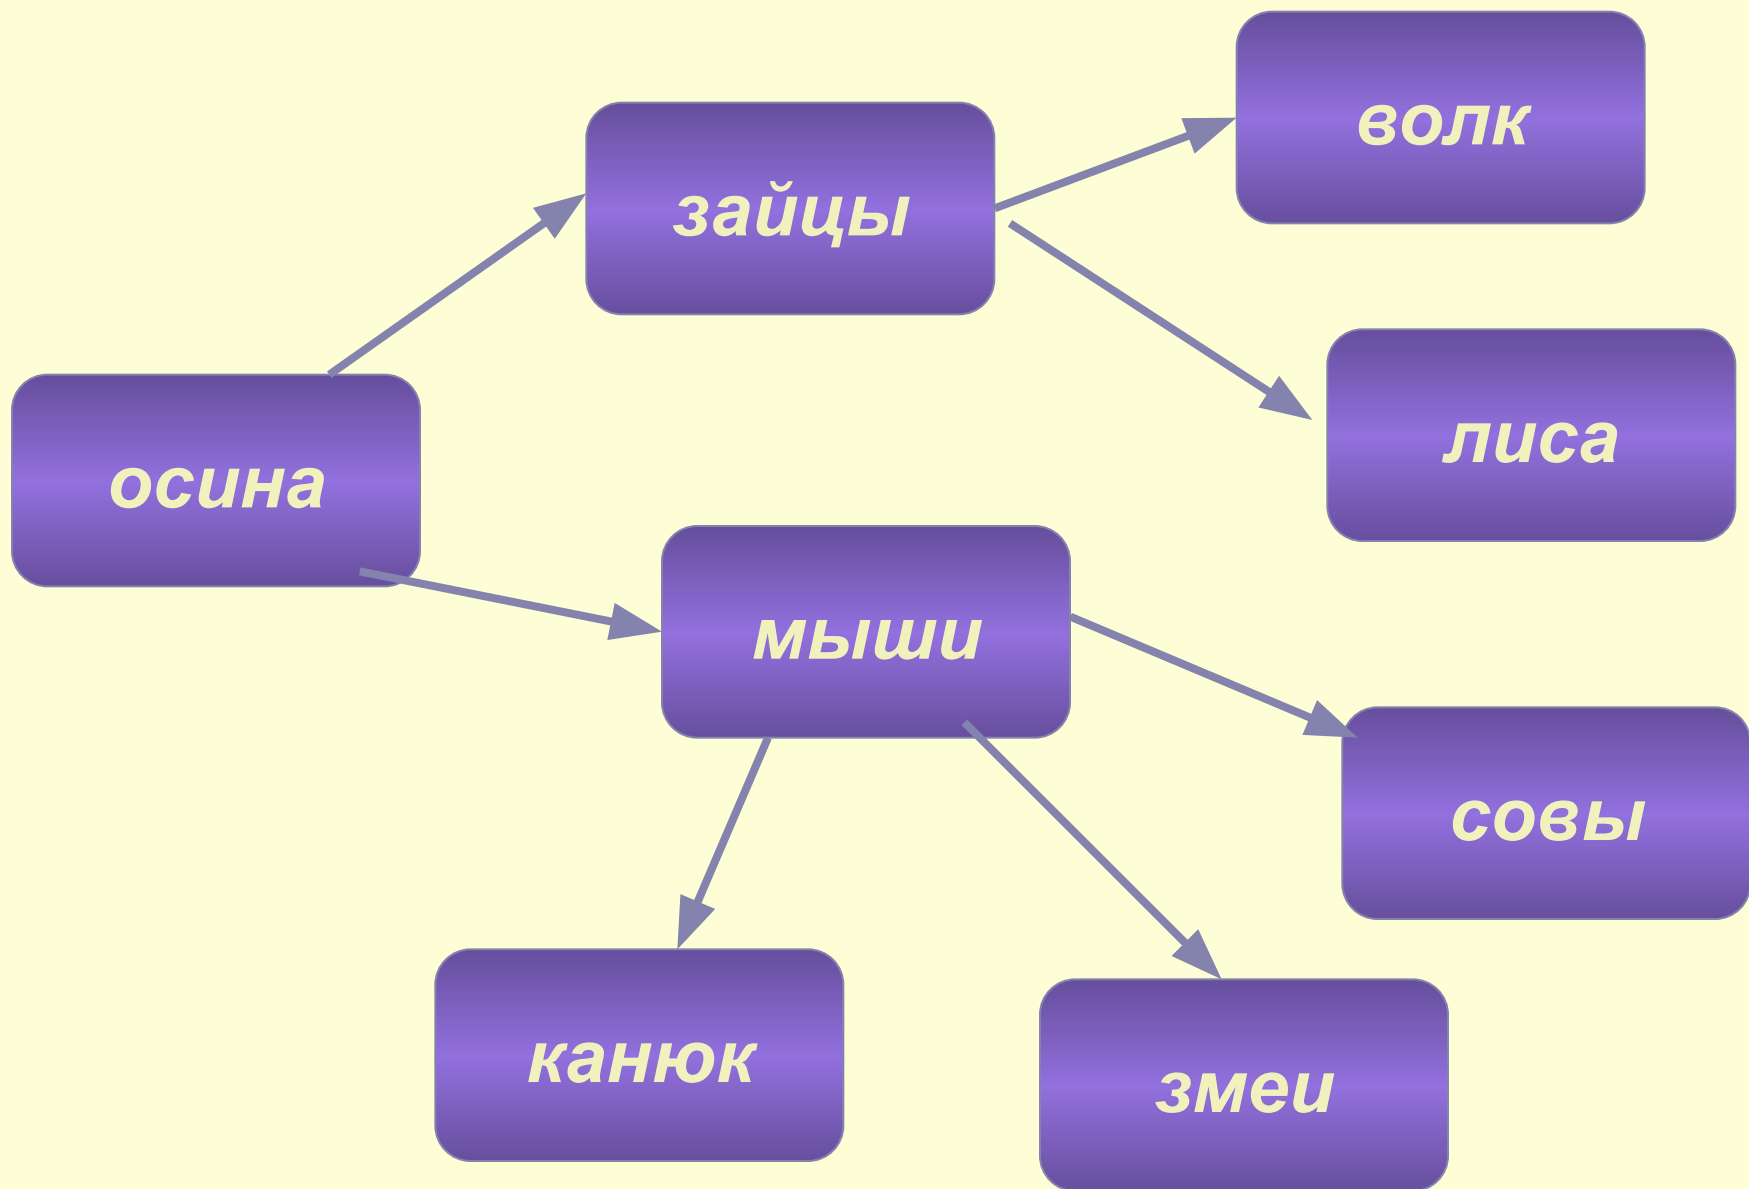 волк
зайцы
лиса
осина
мыши
совы
канюк
змеи